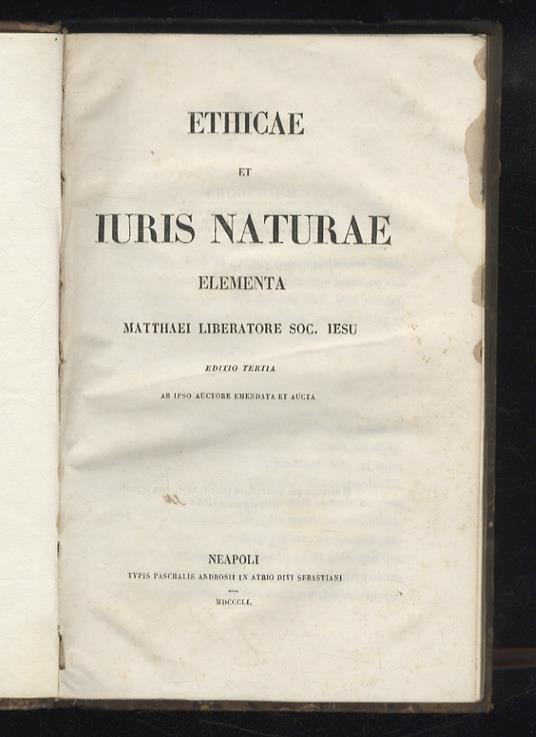 ETHICAE
ET
IURIS NATURAE
ELEMENTA
MATTHAEI LIBERATORE SOC. IESU
EDITIO TERTIA
AB IPSO AUCTORE EMENDATA ET AUCTA
NEAPOLI
TYPIS PASCHALIS ANDROSII IN ATRIO DIVI SEBASTIANI
MDCCCLI.